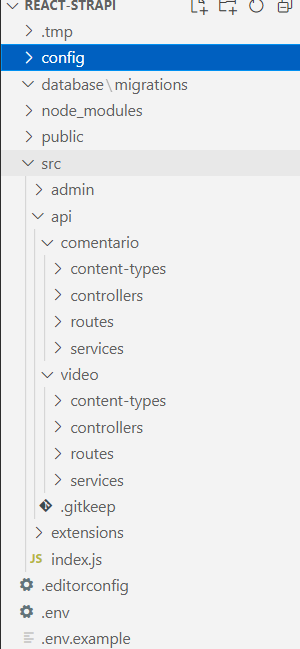 REACT-STRAPI
.tmp
config
database\migrations
node_modules
public
src
admin
api
comentario
content-types
controllers
routes
services
video
content-types
controllers
routes
services
.gitkeep
extensions
JS index.js
.editorconfig
.env
.env.example